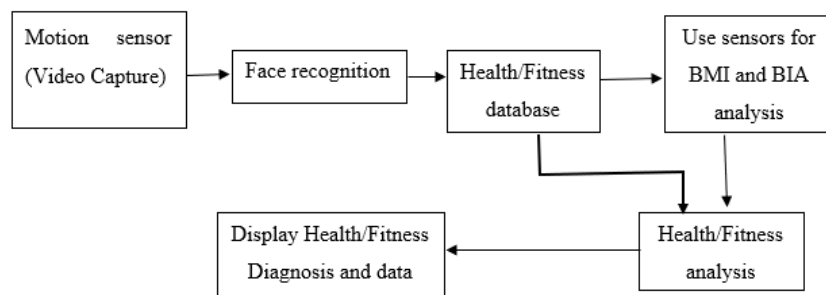 Motion sensor
(Video Capture)
Face recognition
Health/Fitness
database
Use sensors for
BMI and BIA
analysis
Display Health/Fitness
Diagnosis and data
Health/Fitness
analysis